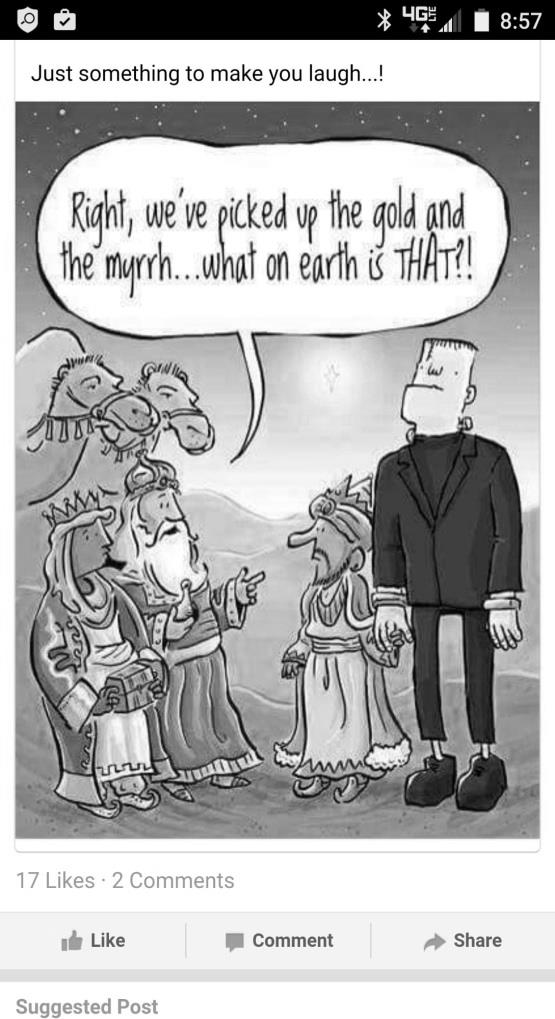 4G LTE 8:57
Just something to make you laugh...!
Right, we've picked up the gold and
the myrrh...what on earth is THAT?!
17 Likes · 2 Comments
Like Comment Share
Suggested Post